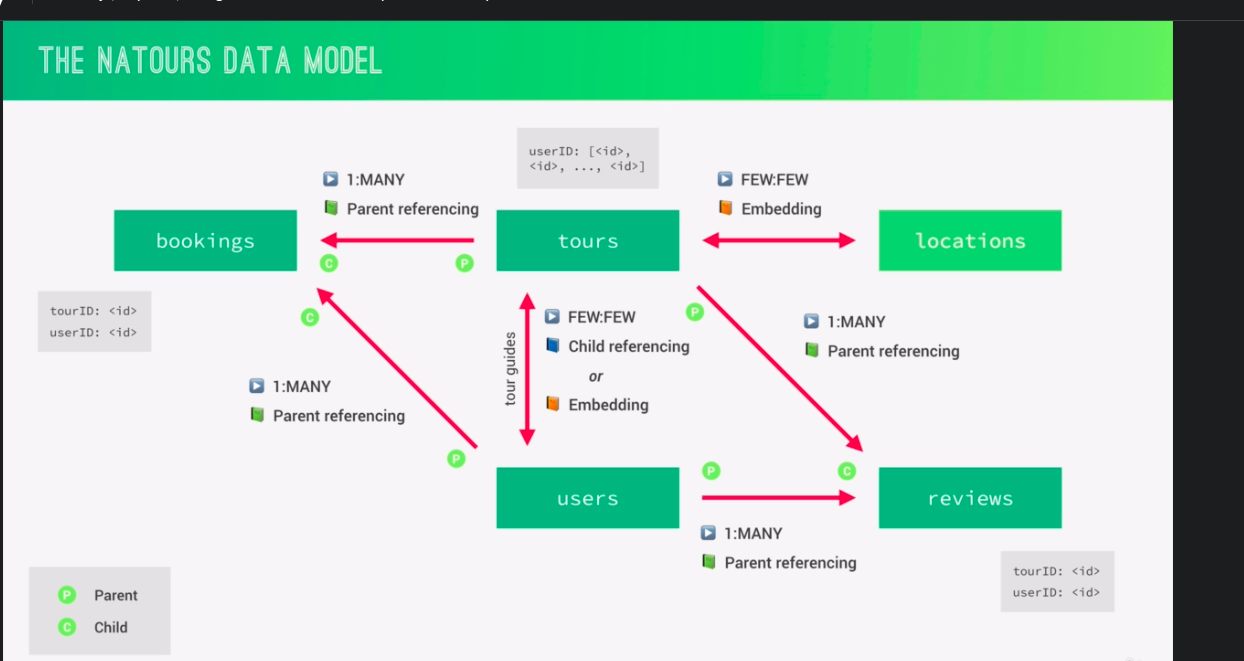 THE NATOURS DATA MODEL
userID: [<id>,
<id>, ..., <id>]
1:MANY
Parent referencing
FEW:FEW
Embedding
bookings
tours
locations
C
P
tourID: <id>
userID: <id>
C
1:MANY
Parent referencing
P
tour guides
FEW:FEW
Child referencing
or
Embedding
P
1:MANY
Parent referencing
users
P
C
reviews
1:MANY
Parent referencing
tourID: <id>
userID: <id>
P Parent
C Child